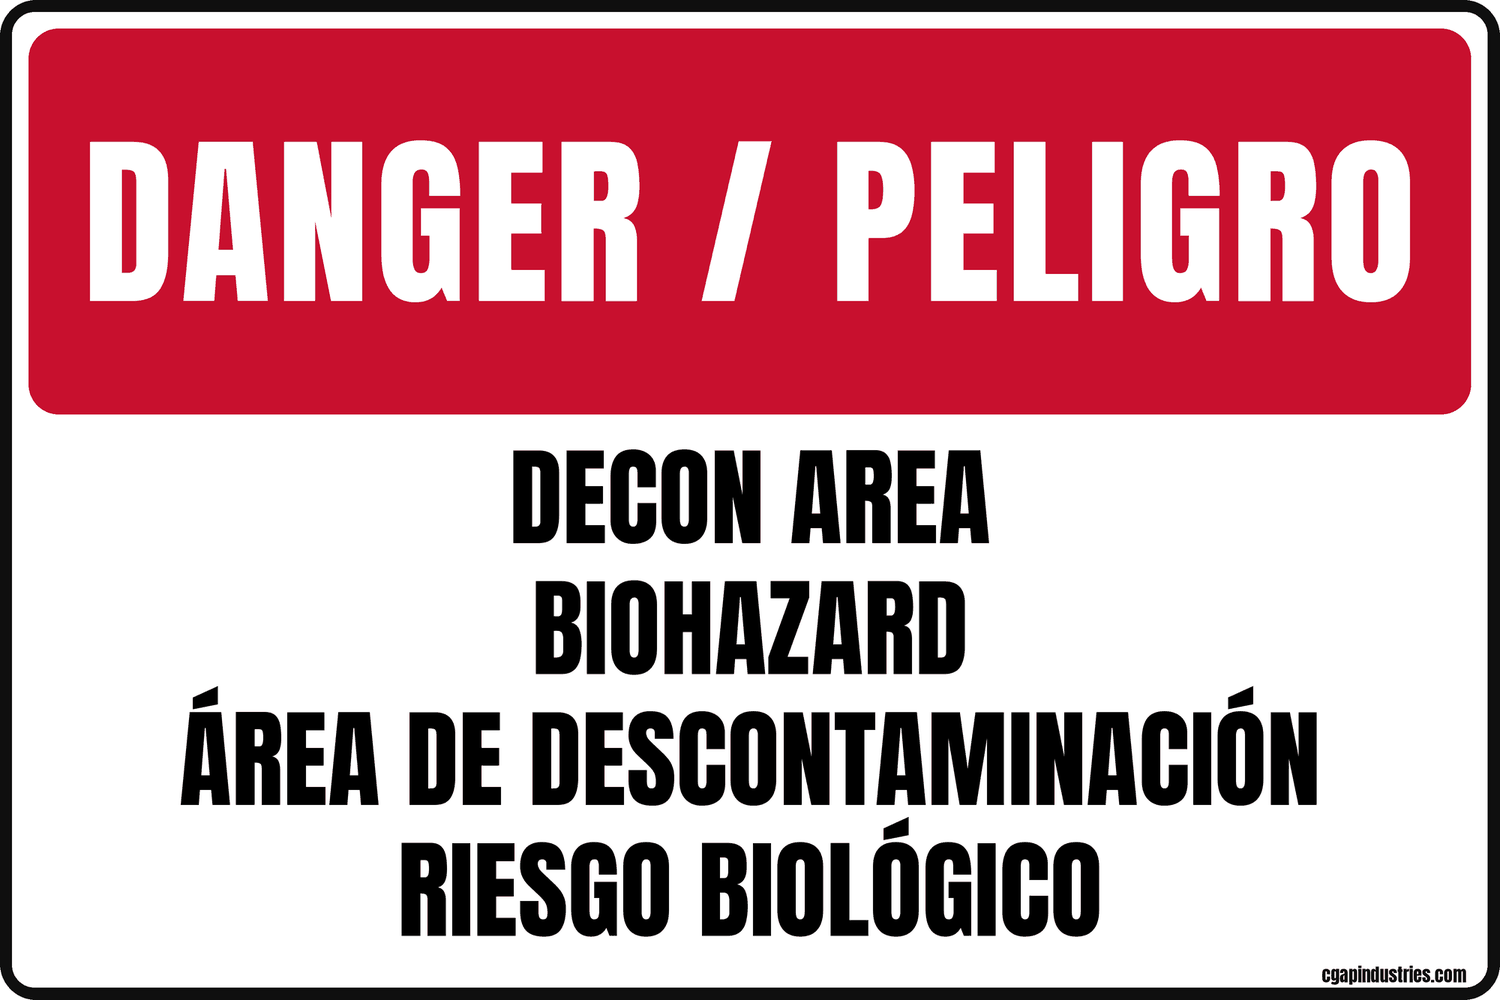 DANGER / PELIGRO
DECON AREA
BIOHAZARD
ÁREA DE DESCONTAMINACIÓN
RIESGO BIOLÓGICO
cgapindustries.com